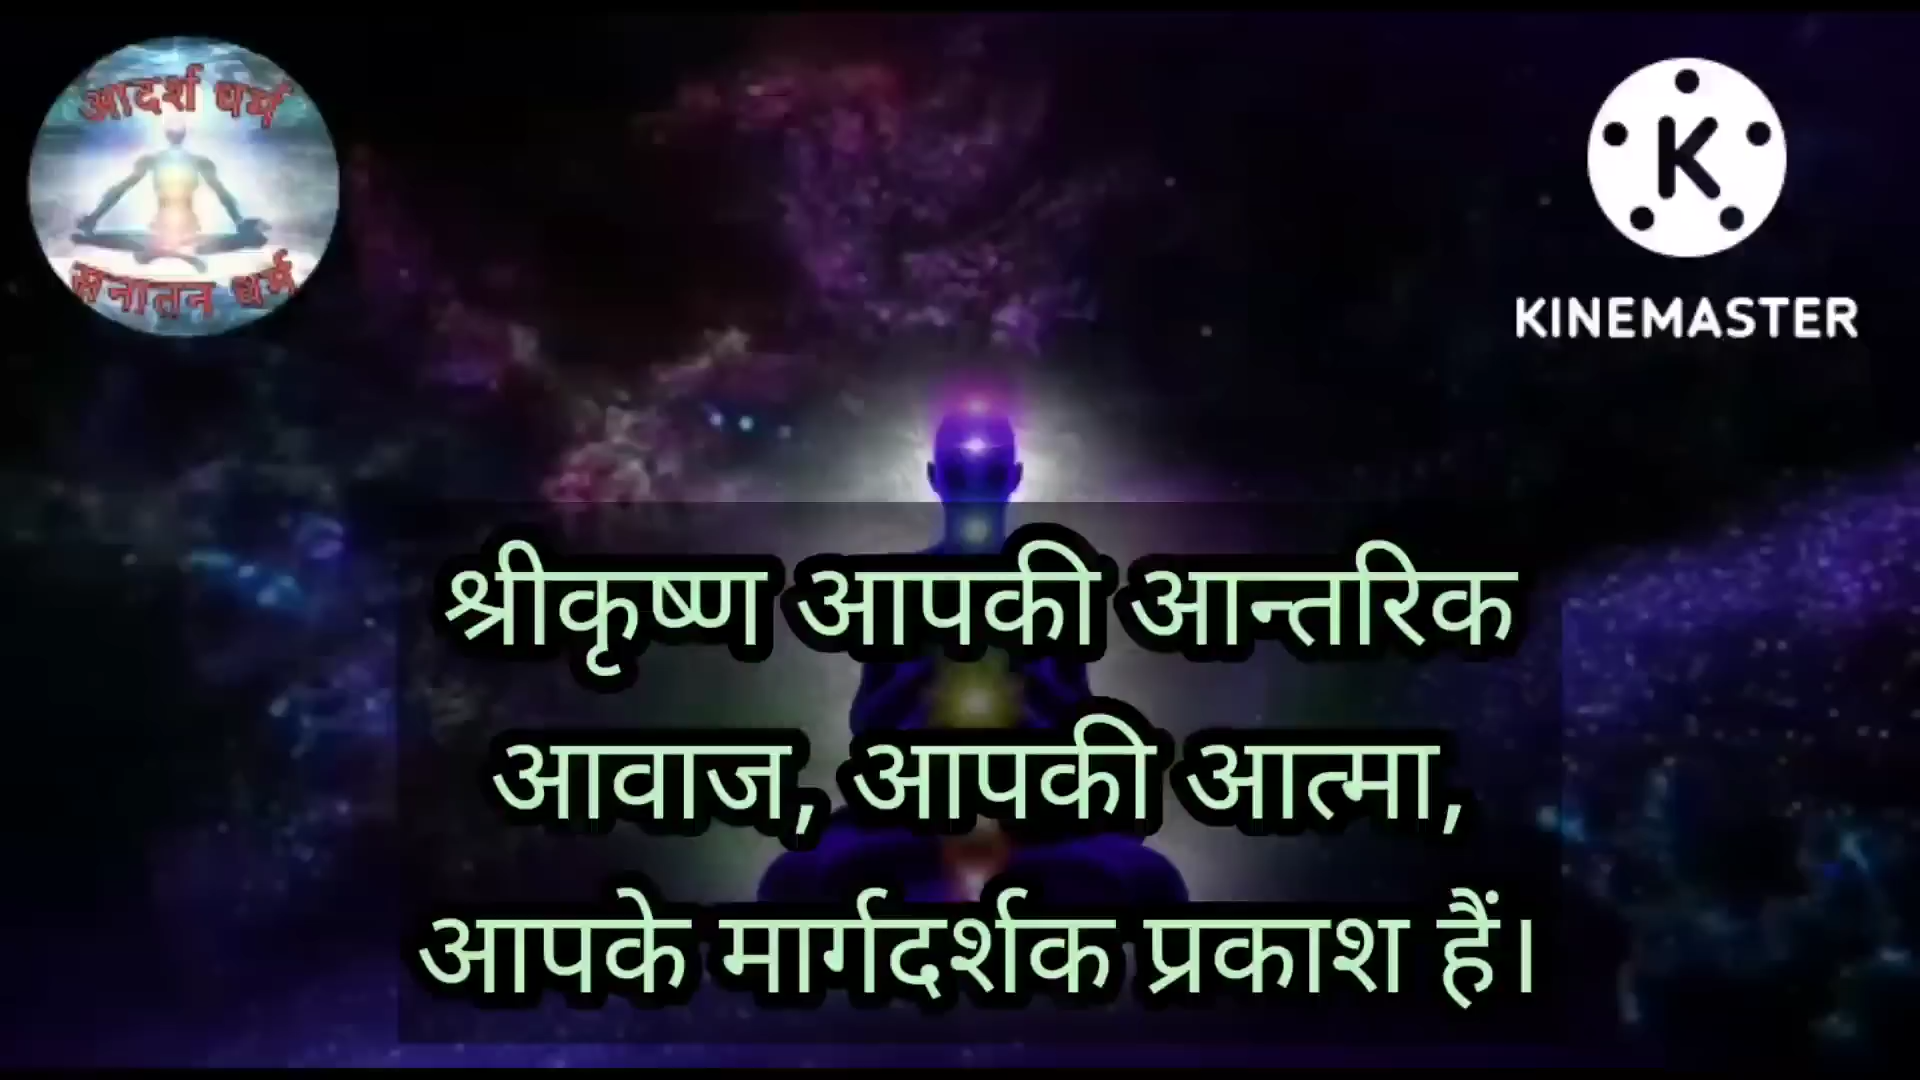 आदर्श धर्म
सनातन धर्म
K
KINEMASTER
श्रीकृष्ण आपकी आन्तरिक
आवाज, आपकी आत्मा,
आपके मार्गदर्शक प्रकाश हैं।